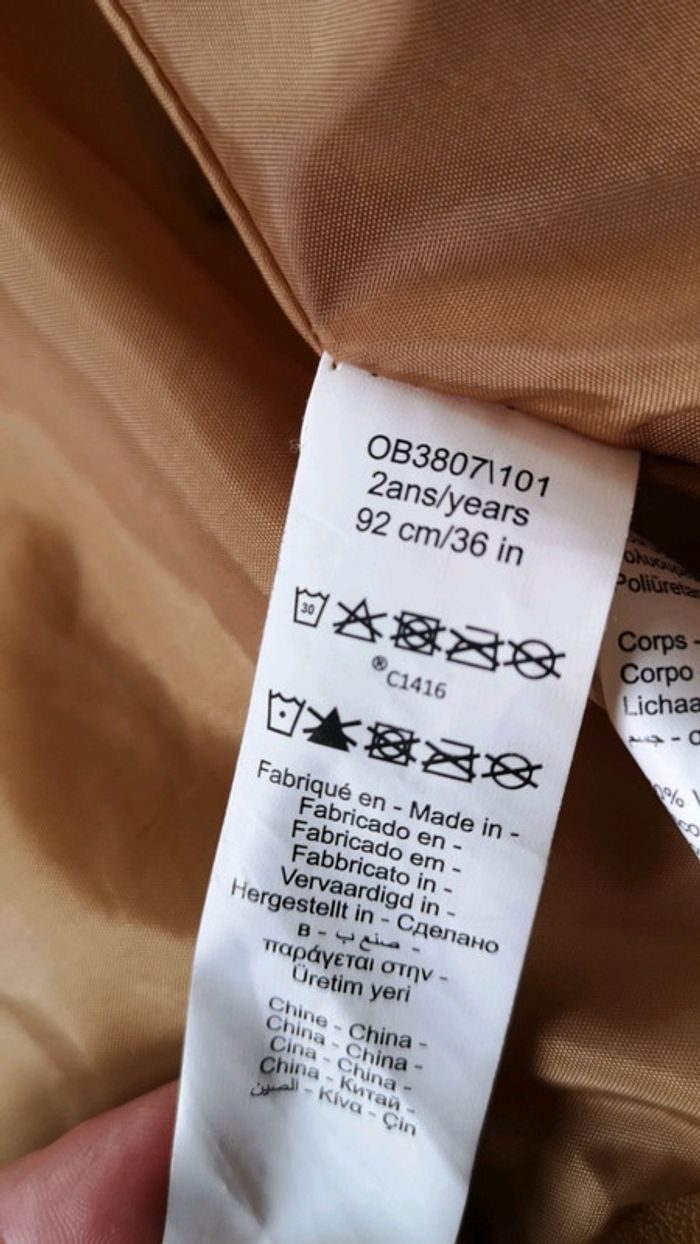 OB3807\101
2ans/years
92 cm/36 in
30
®C1416
Fabriqué en - Made in -
Fabricado en -
Fabricado em -
Fabbricato in -
Vervaardigd in -
Hergestellt in - Сделано
в - صنع ب -
παράγεται στην -
Üretim yeri
Chine - China -
China - China -
Cina - China -
China - Китай -
الصين - Κίνα - Çin
Corps -
Corpo